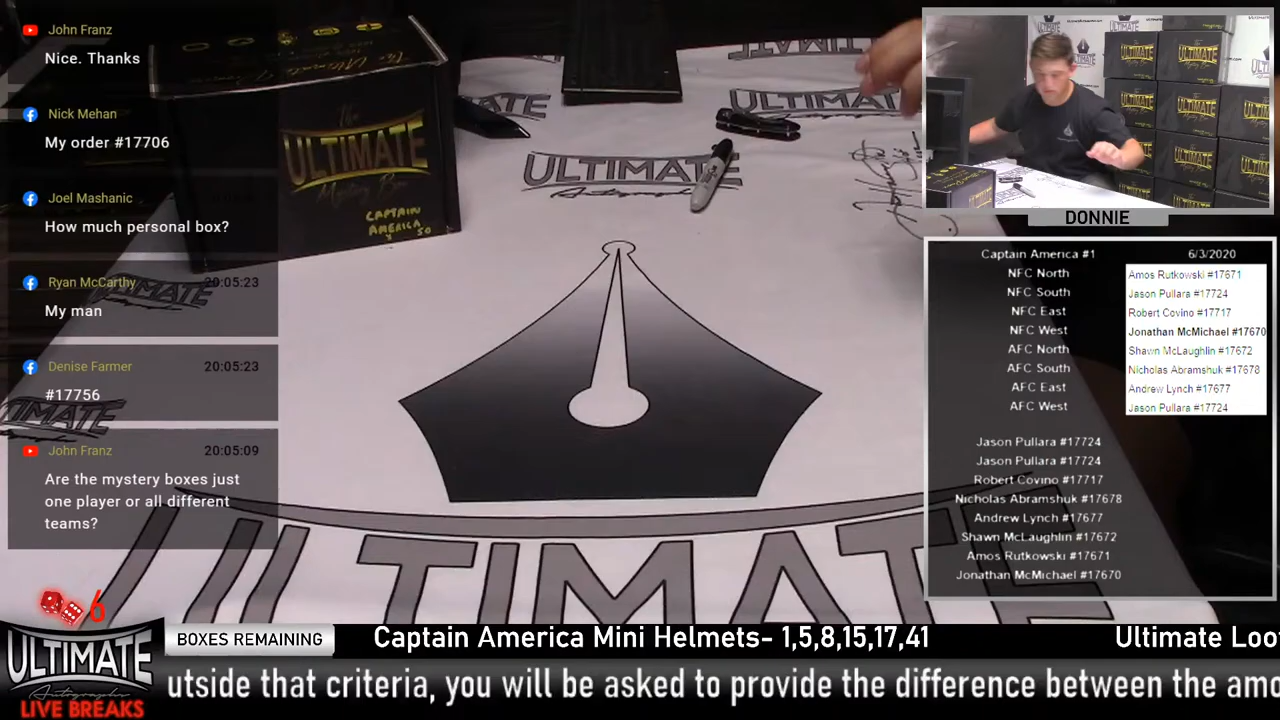 John Franz
Nice. Thanks
Nick Mehan
My order #17706
Joel Mashanic
How much personal box?
Ryan McCarthy 20:05:23
My man
Denise Farmer 20:05:23
#17756
John Franz 20:05:09
Are the mystery boxes just
one player or all different
teams?
The
ULTIMATE
Mystery Box
CAPTAIN
AMERICA
50
ULTIMATE
ULTIMATE
ULTIMATE
Autographs
ULTIMATE
DONNIE
Captain America #1 6/3/2020
NFC North Amos Rutkowski #17671
NFC South Jason Pullara #17724
NFC East Robert Covino #17717
NFC West Jonathan McMichael #17670
AFC North Shawn McLaughlin #17672
AFC South Nicholas Abramshuk #17678
AFC East Andrew Lynch #17677
AFC West Jason Pullara #17724
Jason Pullara #17724
Jason Pullara #17724
Robert Covino #17717
Nicholas Abramshuk #17678
Andrew Lynch #17677
Shawn McLaughlin #17672
Amos Rutkowski #17671
Jonathan McMichael #17670
6
ULTIMATE
Autographs
LIVE BREAKS
BOXES REMAINING
Captain America Mini Helmets- 1,5,8,15,17,41 Ultimate Loo
utside that criteria, you will be asked to provide the difference between the amo